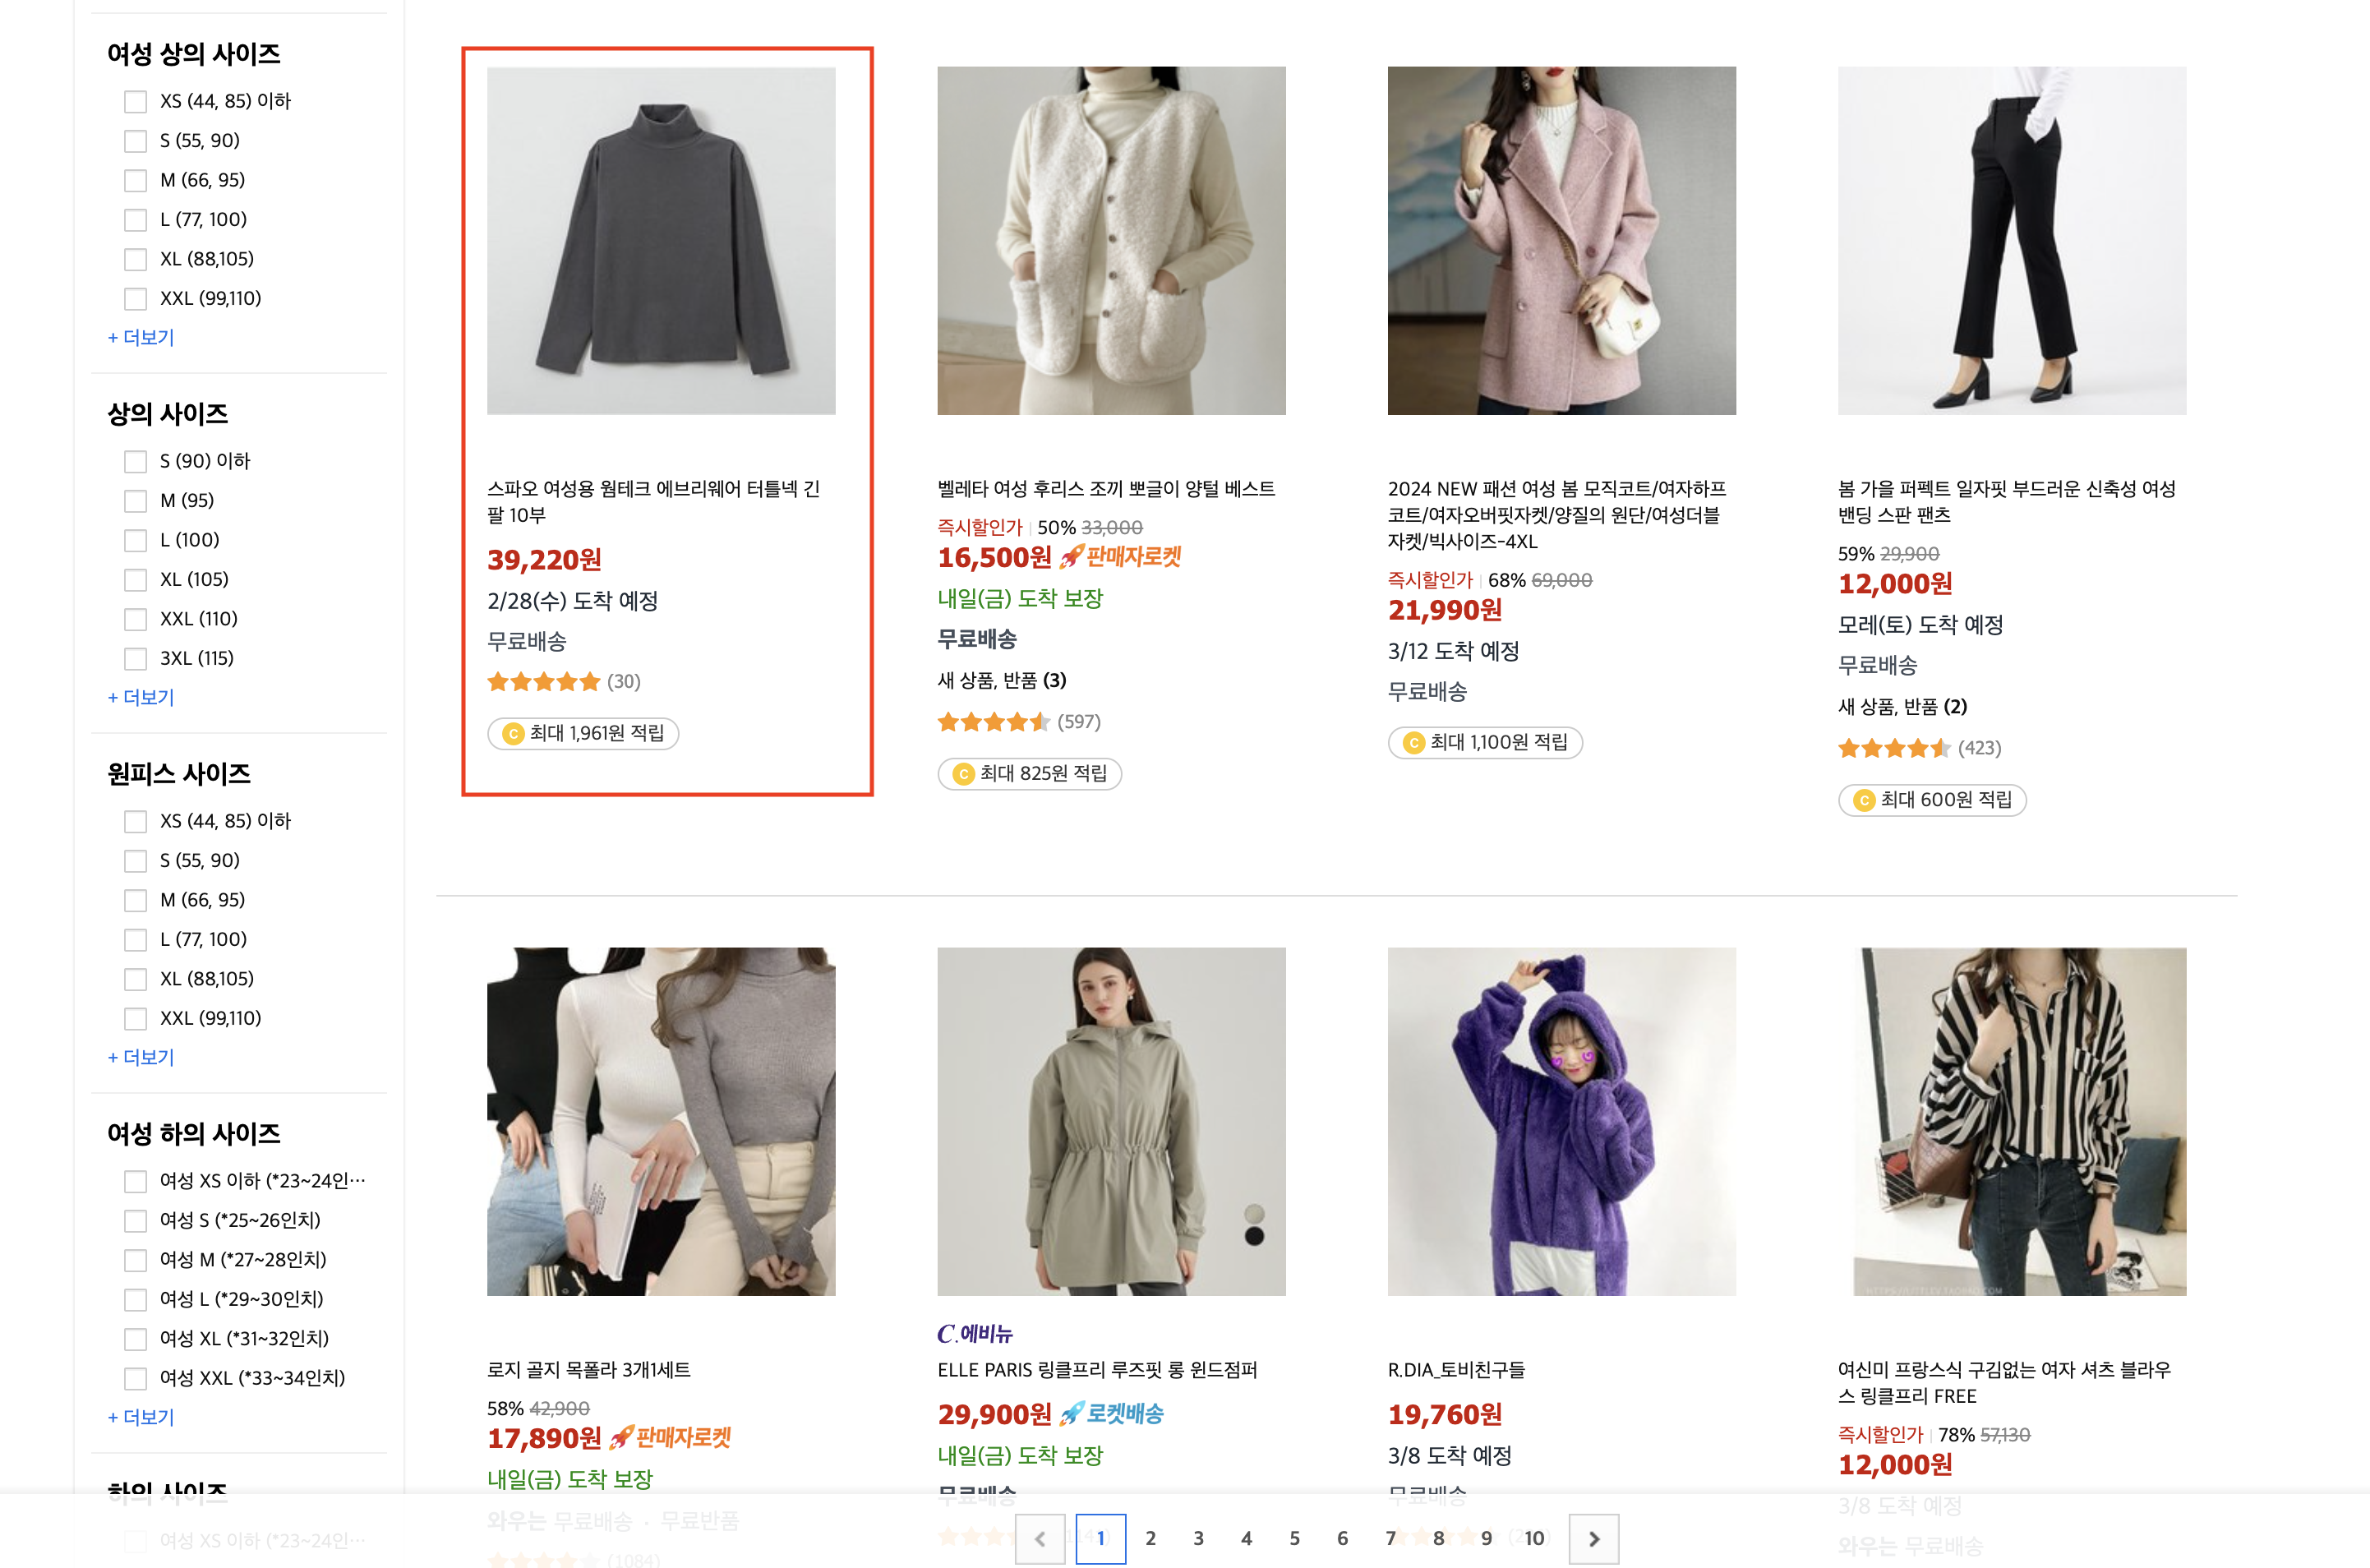 여성 상의 사이즈
XS (44, 85) 이하
S (55, 90)
M (66, 95)
L (77, 100)
XL (88,105)
XXL (99,110)
+ 더보기
상의 사이즈
S (90) 이하
M (95)
L (100)
XL (105)
XXL (110)
3XL (115)
+ 더보기
원피스 사이즈
XS (44, 85) 이하
S (55, 90)
M (66, 95)
L (77, 100)
XL (88,105)
XXL (99,110)
+ 더보기
여성 하의 사이즈
여성 XS 이하 (*23~24인…
여성 S (*25~26인치)
여성 M (*27~28인치)
여성 L (*29~30인치)
여성 XL (*31~32인치)
여성 XXL (*33~34인치)
+ 더보기
하의 사이즈
여성 XS 이하 (*23~24인…
스파오 여성용 웜테크 에브리웨어 터틀넥 긴
팔 10부
39,220원
2/28(수) 도착 예정
무료배송
(30)
C 최대 1,961원 적립
벨레타 여성 후리스 조끼 뽀글이 양털 베스트
즉시할인가 50% 33,000
16,500원 판매자로켓
내일(금) 도착 보장
무료배송
새 상품, 반품 (3)
(597)
C 최대 825원 적립
2024 NEW 패션 여성 봄 모직코트/여자하프
코트/여자오버핏자켓/양질의 원단/여성더블
자켓/빅사이즈-4XL
즉시할인가 68% 69,000
21,990원
3/12 도착 예정
무료배송
C 최대 1,100원 적립
봄 가을 퍼펙트 일자핏 부드러운 신축성 여성
밴딩 스판 팬츠
59% 29,900
12,000원
모레(토) 도착 예정
무료배송
새 상품, 반품 (2)
(423)
C 최대 600원 적립
로지 골지 목폴라 3개1세트
58% 42,900
17,890원 판매자로켓
내일(금) 도착 보장
와우는 무료배송 · 무료반품
(1084)
C.에비뉴
ELLE PARIS 링클프리 루즈핏 롱 윈드점퍼
29,900원 로켓배송
내일(금) 도착 보장
무료배송
R.DIA_토비친구들
19,760원
3/8 도착 예정
무료배송
여신미 프랑스식 구김없는 여자 셔츠 블라우
스 링클프리 FREE
즉시할인가 78% 57,130
12,000원
3/8 도착 예정
와우는 무료배송
1 2 3 4 5 6 7 8 9 10